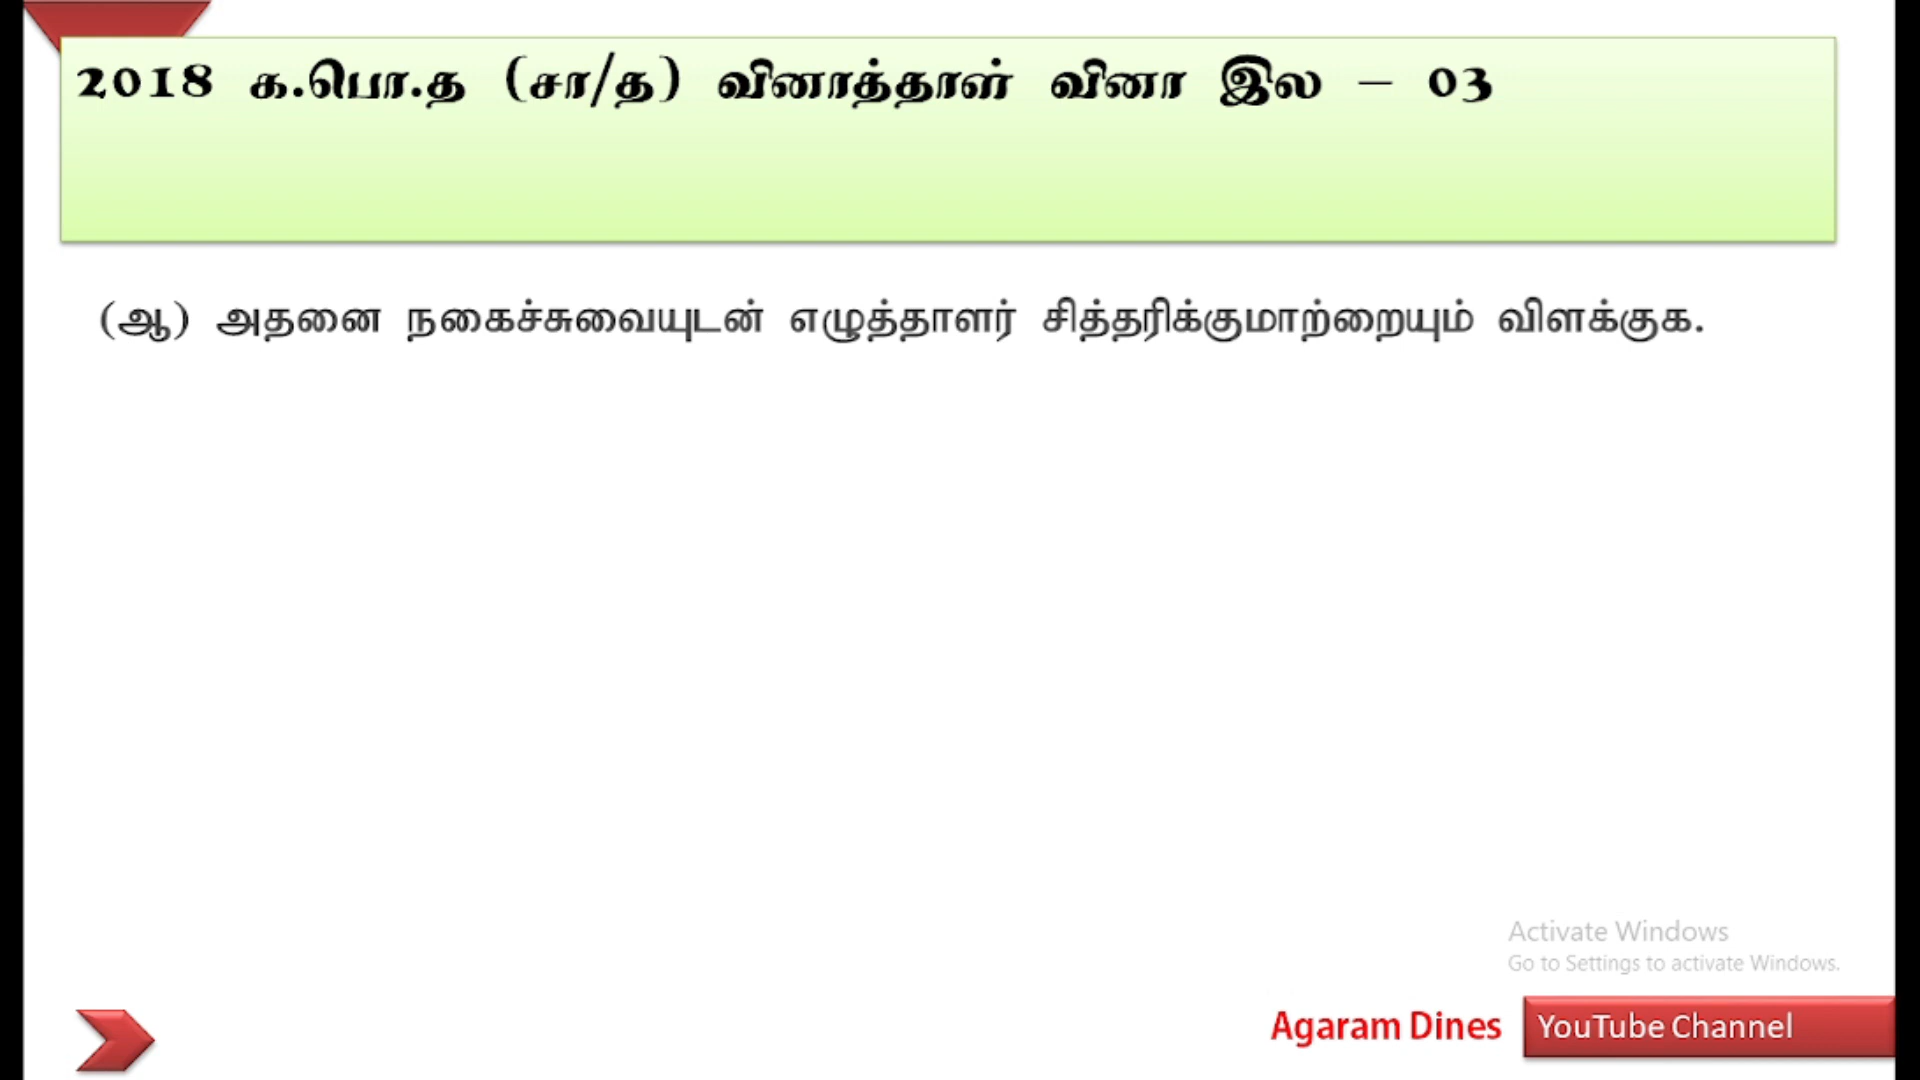 2018 க.பொ.த (சா/த) வினாத்தாள் வினா இல – 03
(ஆ) அதனை நகைச்சுவையுடன் எழுத்தாளர் சித்தரிக்குமாற்றையும் விளக்குக.
Activate Windows
Go to Settings to activate Windows.
Agaram Dines YouTube Channel